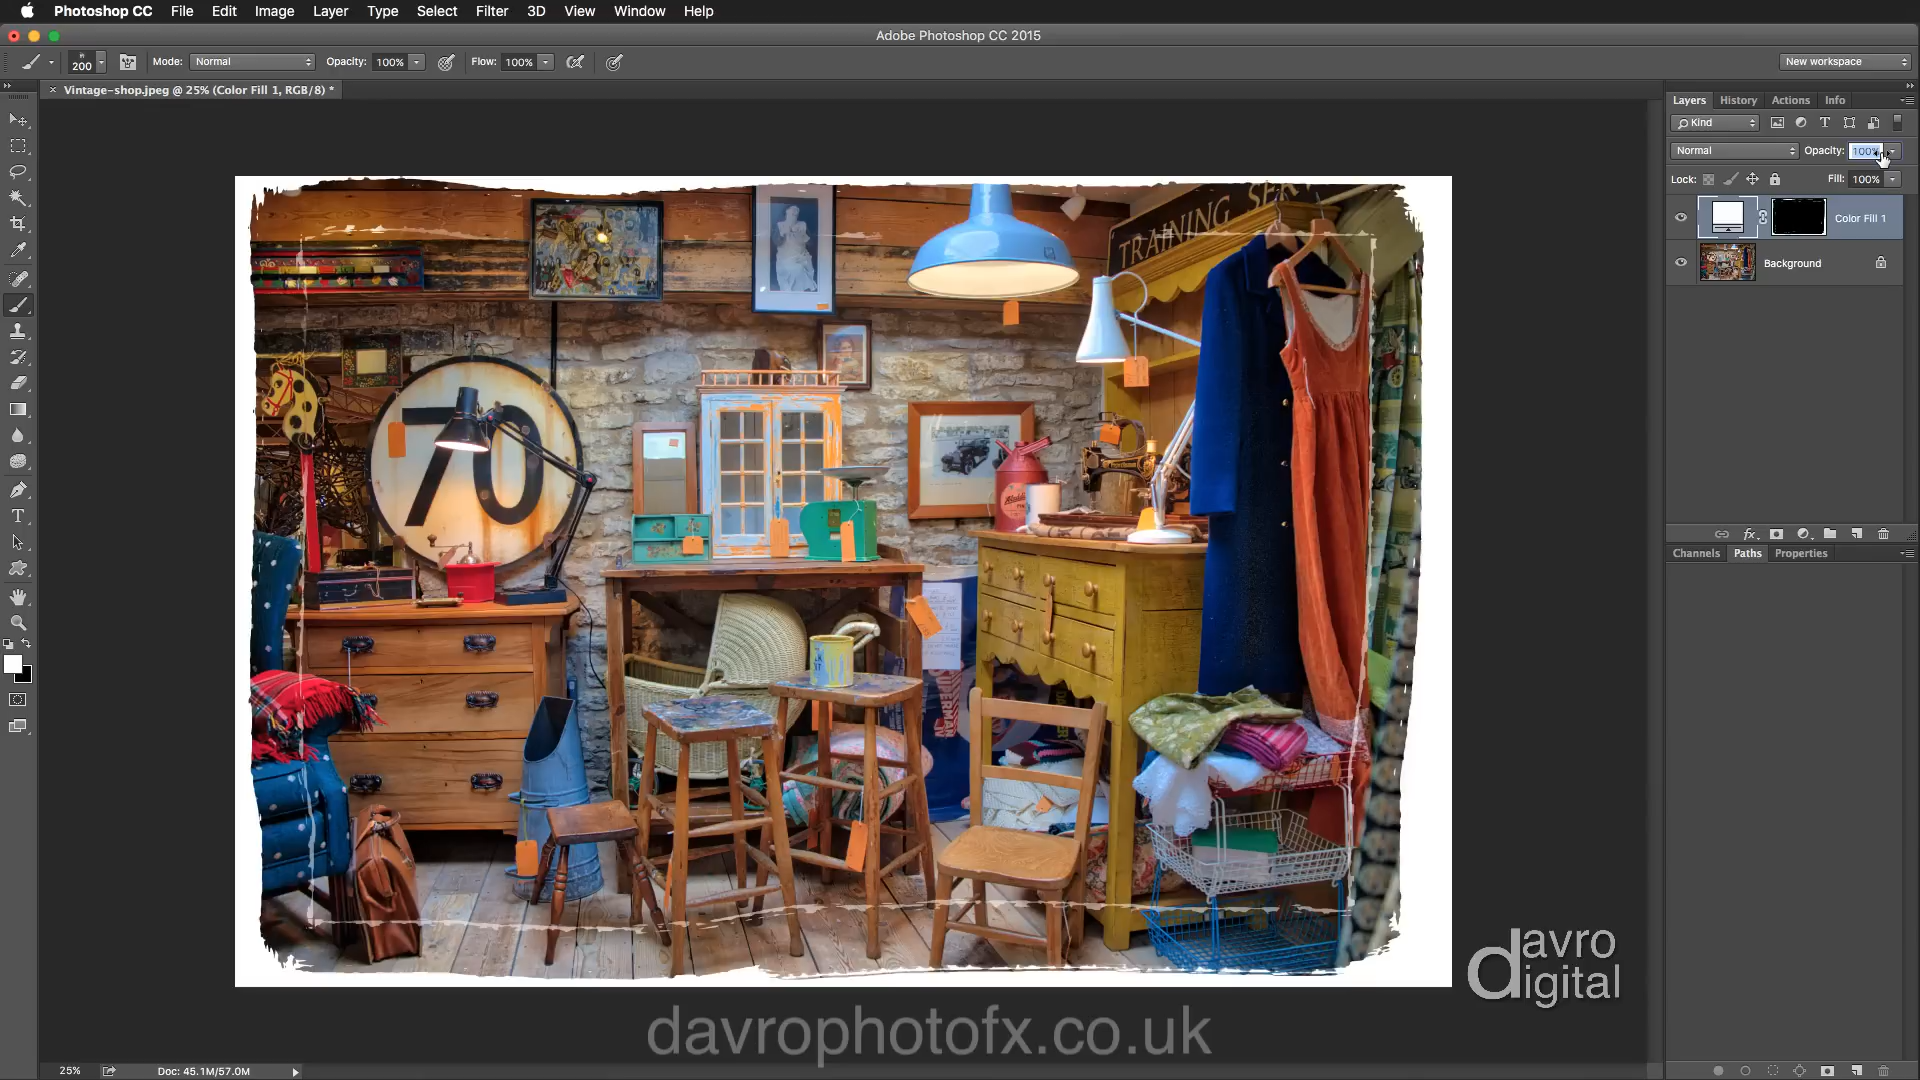 Photoshop CC File Edit Image Layer Type Select Filter 3D View Window Help
Adobe Photoshop CC 2015
200 Mode: Normal Opacity: 100% Flow: 100% New workspace
Vintage-shop.jpeg @ 25% (Color Fill 1, RGB/8) *
Layers History Actions Info
Kind
Normal Opacity: 100%
Lock: Fill: 100%
Color Fill 1
Background
Channels Paths Properties
TRAINING SER
70
SUPERMAN
davro
digital
davrophotofx.co.uk
25% Doc: 45.1M/57.0M